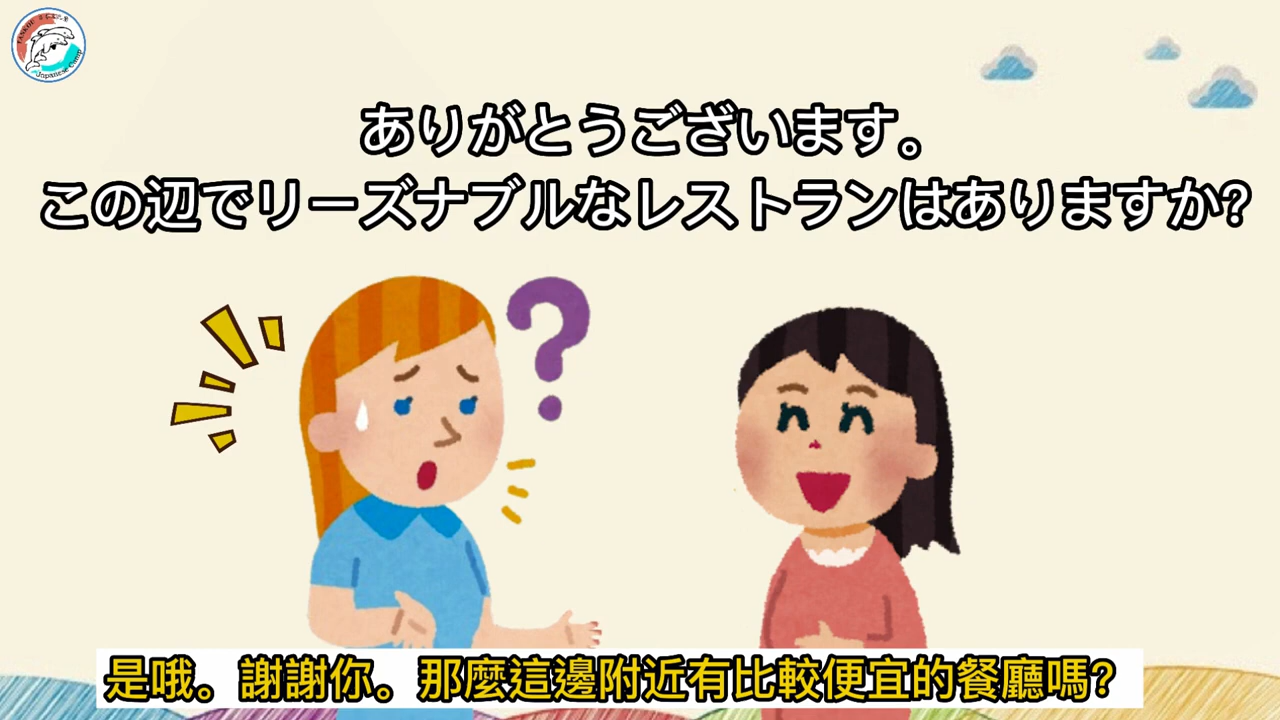 Japanese Camp
ありがとうございます。
この辺でリーズナブルなレストランはありますか?
是哦。謝謝你。那麼這邊附近有比較便宜的餐廳嗎?